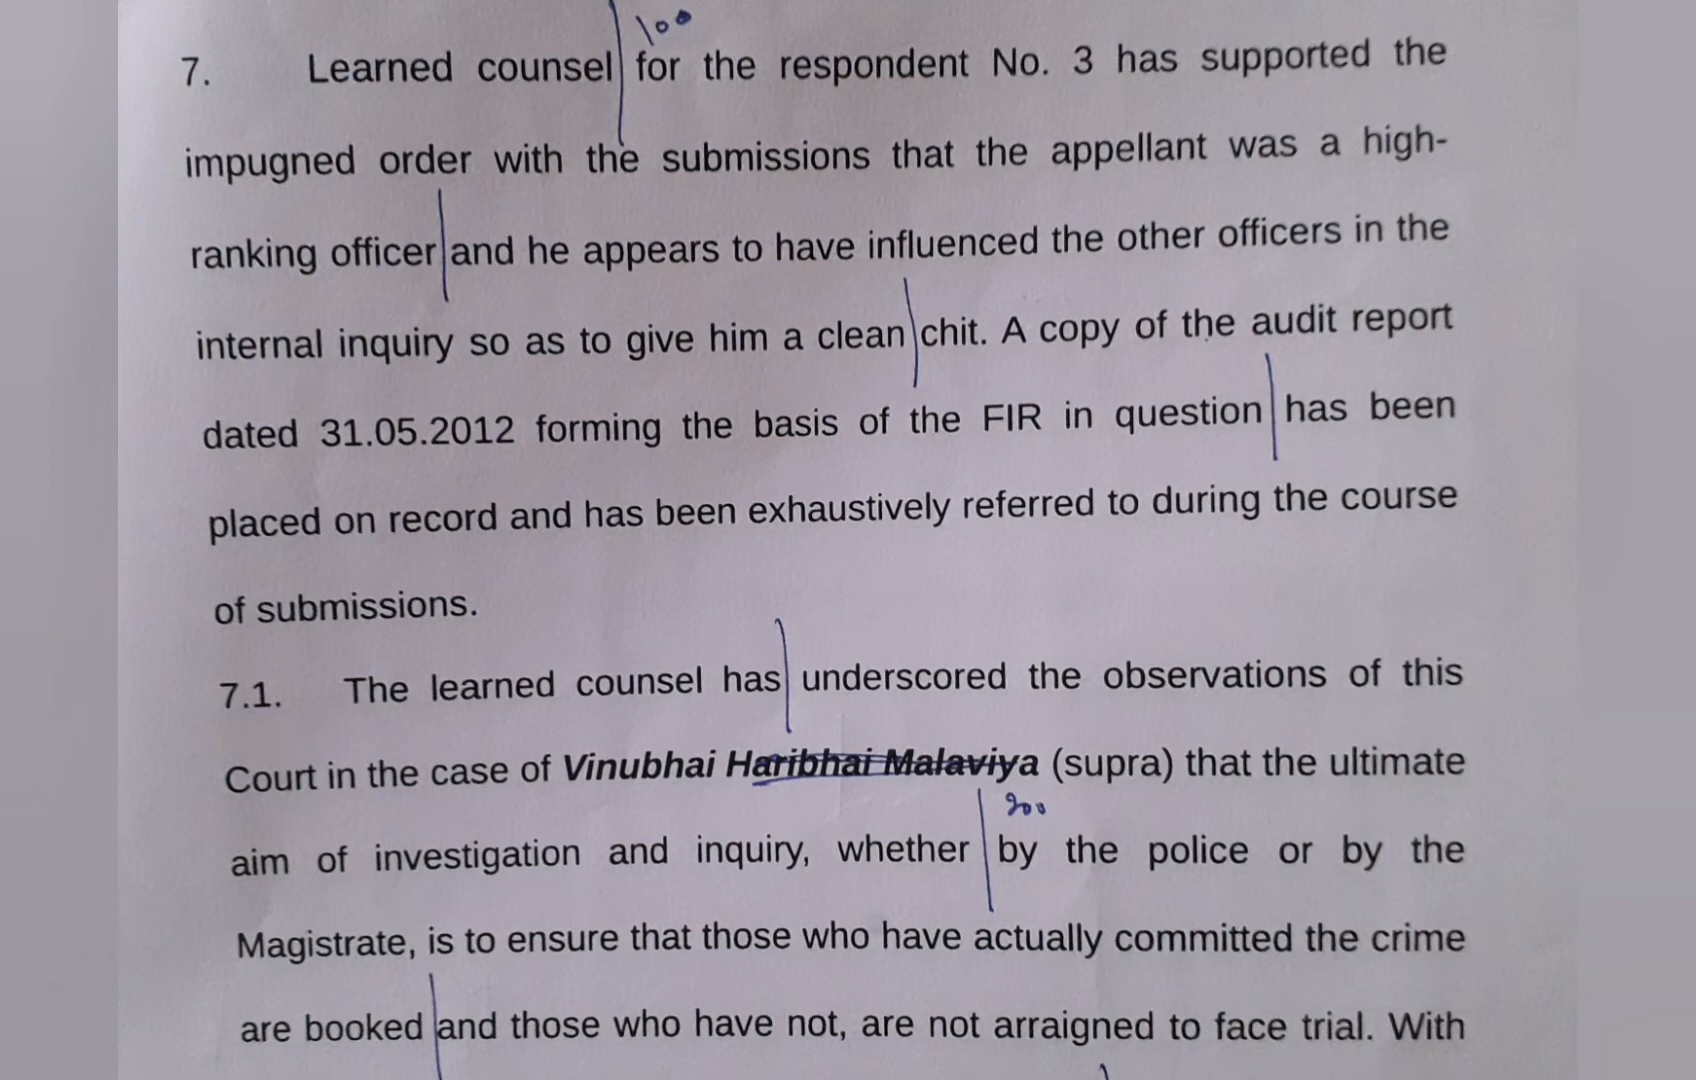 100
7. Learned counsel for the respondent No. 3 has supported the
impugned order with the submissions that the appellant was a high-
ranking officer and he appears to have influenced the other officers in the
internal inquiry so as to give him a clean chit. A copy of the audit report
dated 31.05.2012 forming the basis of the FIR in question has been
placed on record and has been exhaustively referred to during the course
of submissions.
7.1. The learned counsel has underscored the observations of this
Court in the case of Vinubhai Haribhai Malaviya (supra) that the ultimate
aim of investigation and inquiry, whether by the police or by the
Magistrate, is to ensure that those who have actually committed the crime
are booked and those who have not, are not arraigned to face trial. With